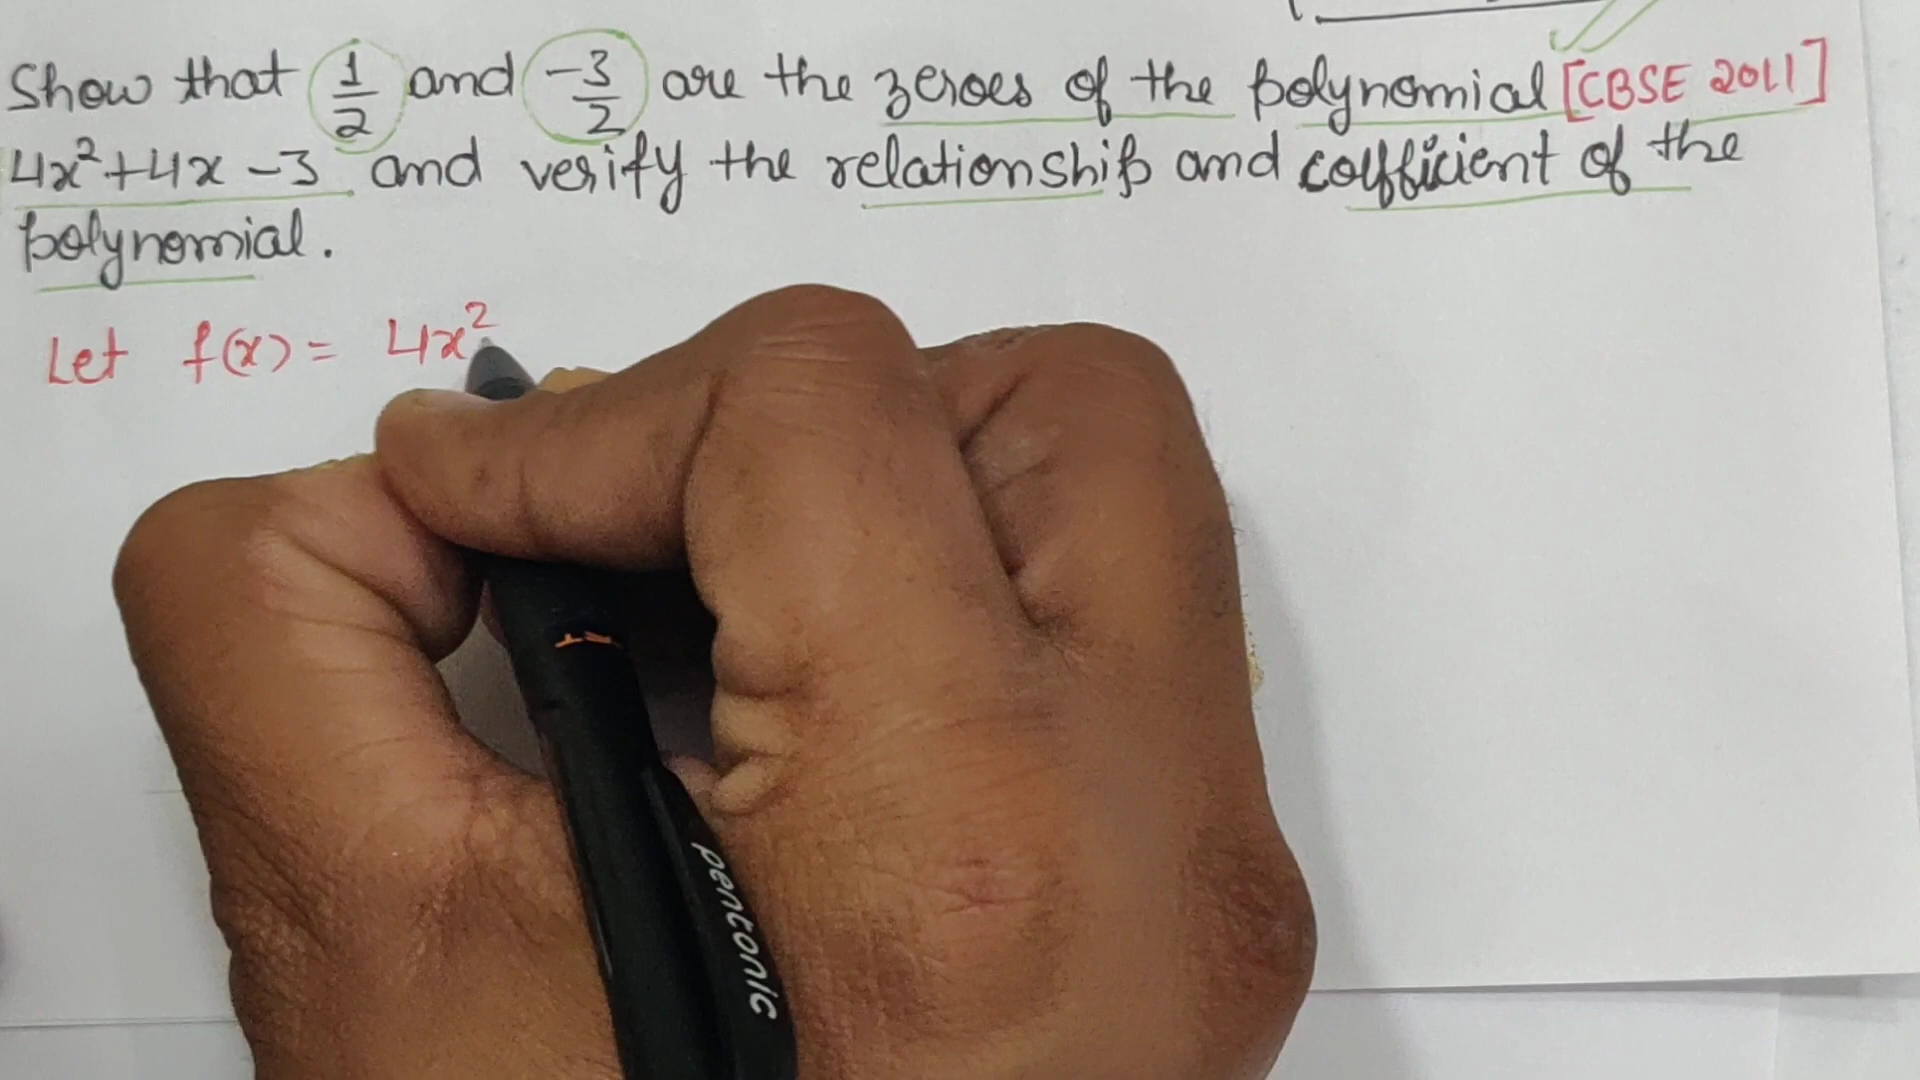 Show that 1/2 and -3/2 are the zeroes of the polynomial [CBSE 2011]
4x²+4x-3 and verify the relationship and coefficient of the
polynomial.
Let f(x) = 4x²
pentonic